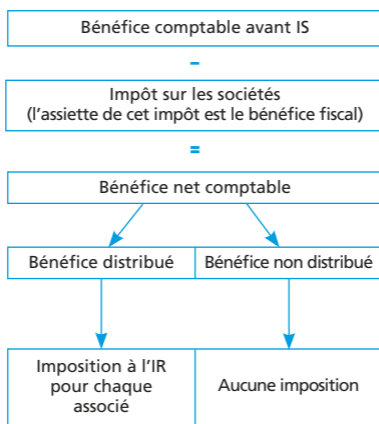 Bénéfice comptable avant IS
–
Impôt sur les sociétés
(l’assiette de cet impôt est le bénéfice fiscal)
=
Bénéfice net comptable
Bénéfice distribué
Bénéfice non distribué
Imposition à l’IR
pour chaque
associé
Aucune imposition